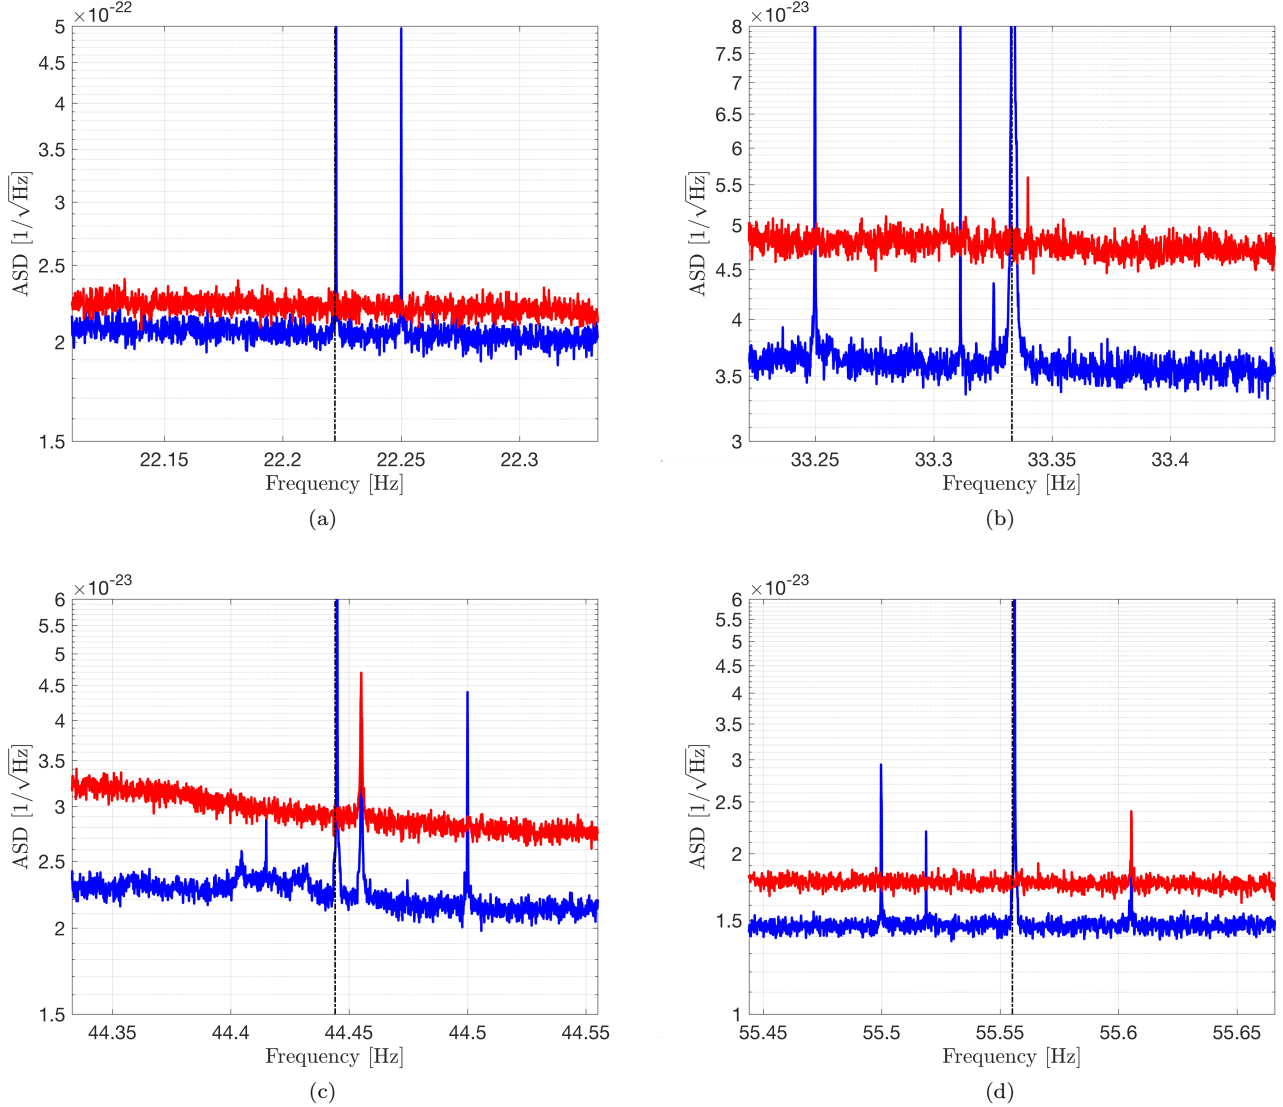 ×10-22
5
4.5
4
3.5
3
2.5
2
1.5
ASD [1/√Hz]
22.15 22.2 22.25 22.3
Frequency [Hz]
(a)
×10-23
8
7.5
7
6.5
6
5.5
5
4.5
4
3.5
3
ASD [1/√Hz]
33.25 33.3 33.35 33.4
Frequency [Hz]
(b)
×10-23
6
5.5
5
4.5
4
3.5
3
2.5
2
1.5
ASD [1/√Hz]
44.35 44.4 44.45 44.5 44.55
Frequency [Hz]
(c)
×10-23
6
5.5
5
4.5
4
3.5
3
2.5
2
1.5
1
ASD [1/√Hz]
55.45 55.5 55.55 55.6 55.65
Frequency [Hz]
(d)